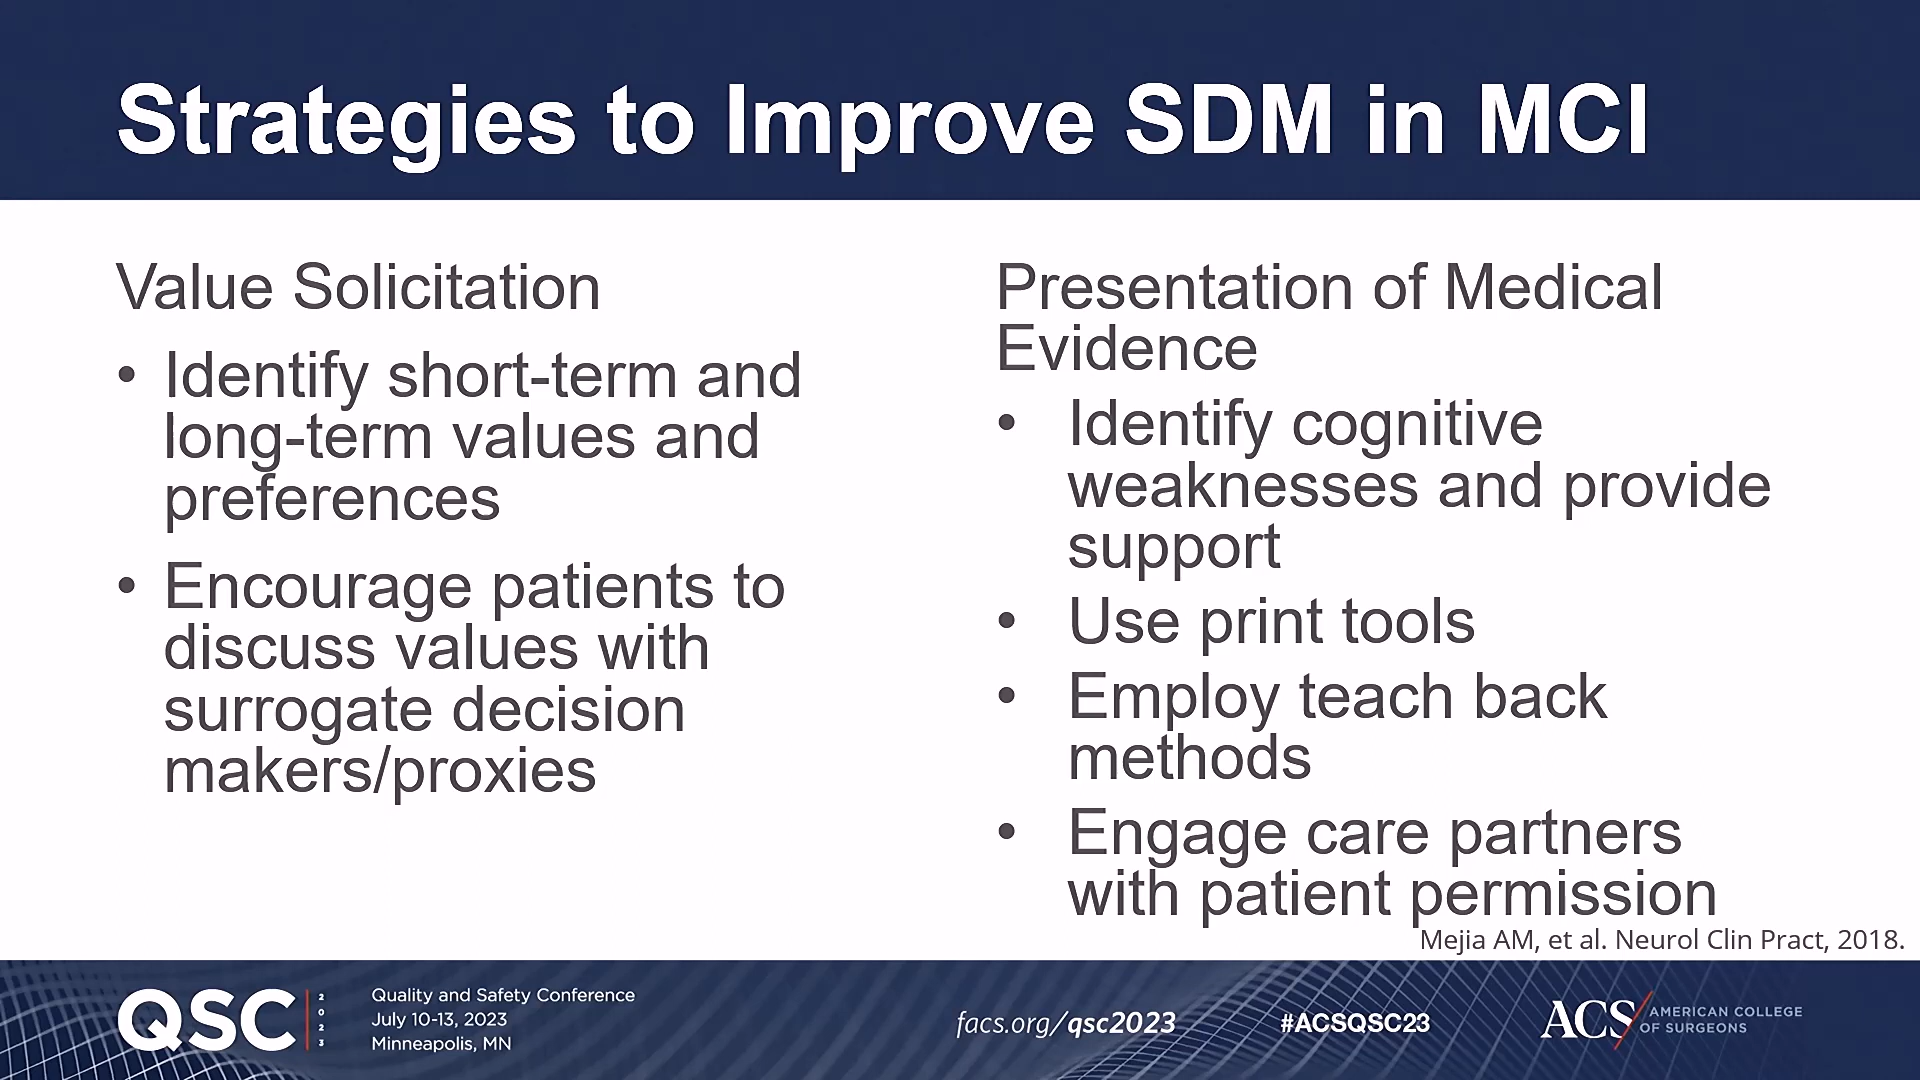 Strategies to Improve SDM in MCI
Value Solicitation
• Identify short-term and
long-term values and
preferences
• Encourage patients to
discuss values with
surrogate decision
makers/proxies
Presentation of Medical
Evidence
• Identify cognitive
weaknesses and provide
support
• Use print tools
• Employ teach back
methods
• Engage care partners
with patient permission
Mejia AM, et al. Neurol Clin Pract, 2018.
QSC 2023
Quality and Safety Conference
July 10-13, 2023
Minneapolis, MN
facs.org/qsc2023
#ACSQSC23
ACS
AMERICAN COLLEGE
OF SURGEONS